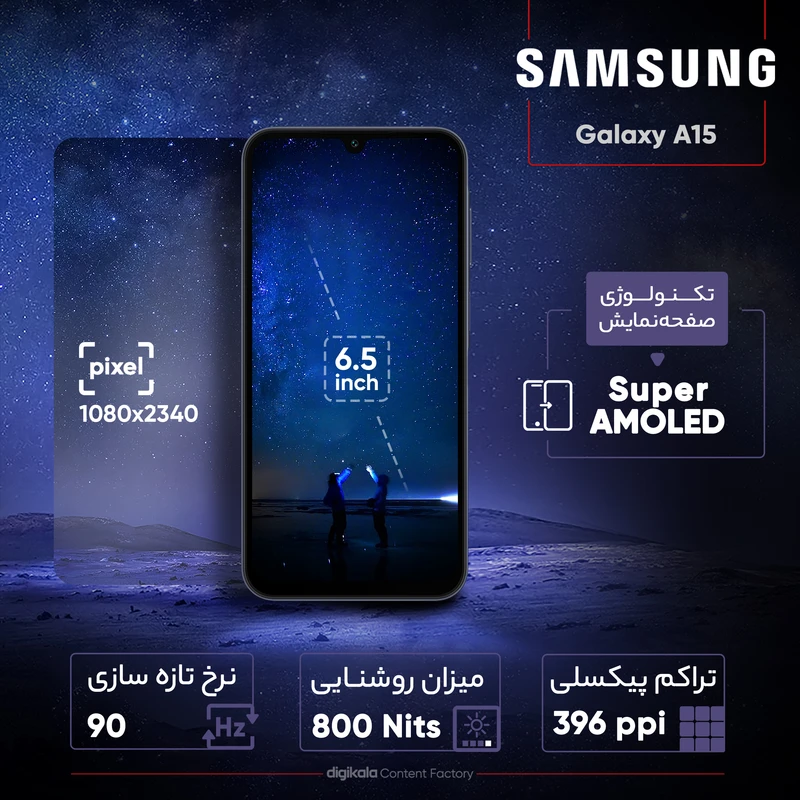 SAMSUNG
Galaxy A15
تکنولوژی
صفحه‌نمایش
Super
AMOLED
6.5
inch
pixel
1080x2340
تراکم پیکسلی
396 ppi
میزان روشنایی
800 Nits
نرخ تازه سازی
90
Hz
digikala Content Factory